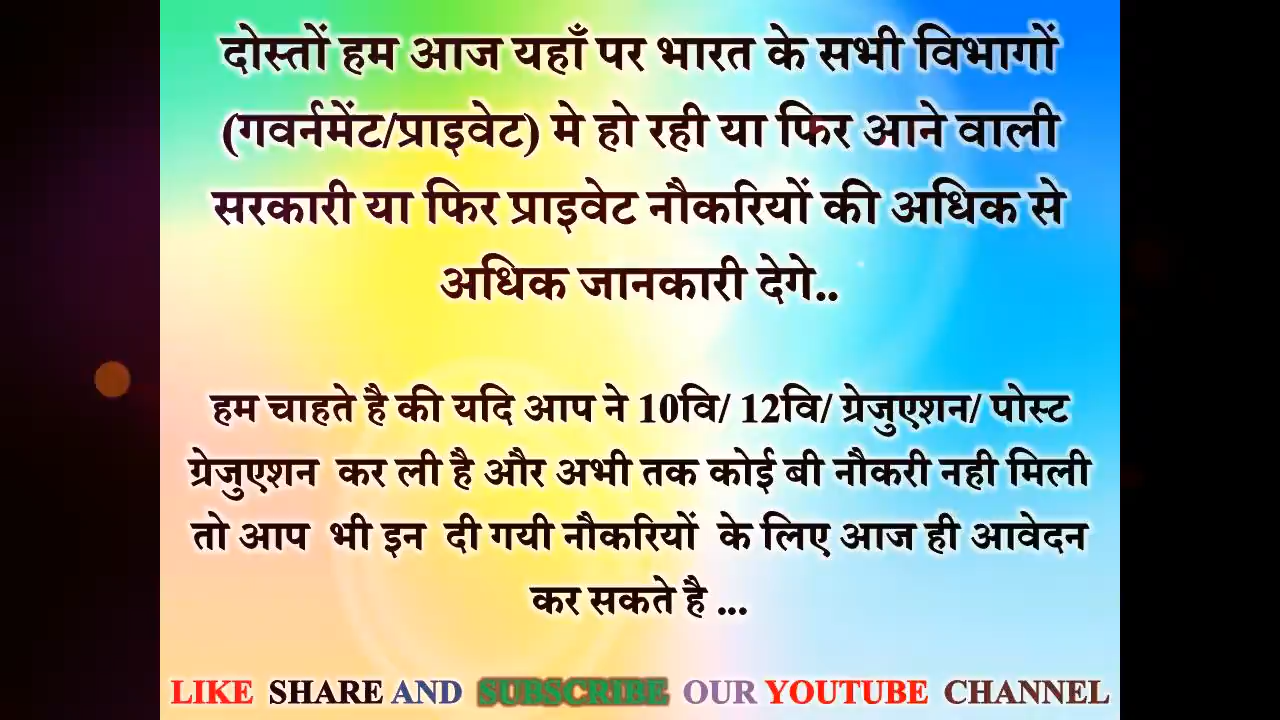 दोस्तों हम आज यहाँ पर भारत के सभी विभागों
(गवर्नमेंट/प्राइवेट) मे हो रही या फिर आने वाली
सरकारी या फिर प्राइवेट नौकरियों की अधिक से
अधिक जानकारी देगे..
हम चाहते है की यदि आप ने 10वि/ 12वि/ ग्रेजुएशन/ पोस्ट
ग्रेजुएशन कर ली है और अभी तक कोई बी नौकरी नही मिली
तो आप भी इन दी गयी नौकरियों के लिए आज ही आवेदन
कर सकते है ...
LIKE SHARE AND SUBSCRIBE OUR YOUTUBE CHANNEL